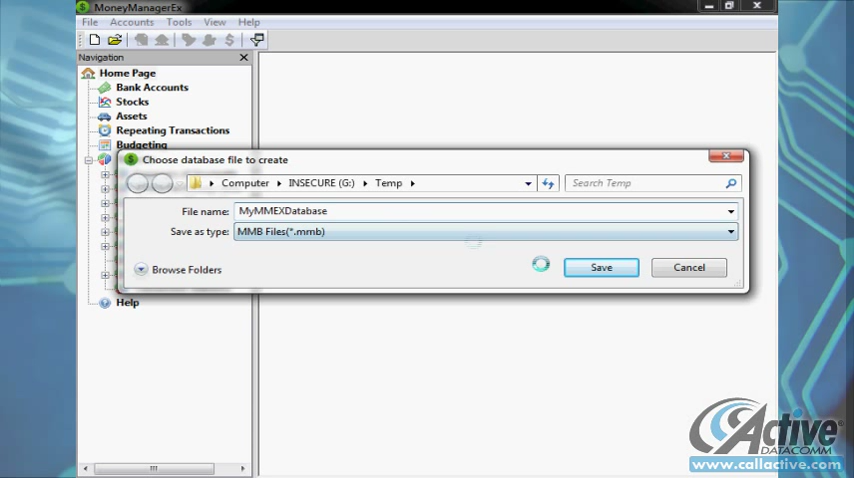 MoneyManagerEx
File Accounts Tools View Help
Navigation
Home Page
Bank Accounts
Stocks
Assets
Repeating Transactions
Budgeting
Choose database file to create
Computer INSECURE (G:) Temp
Search Temp
File name: MyMMEXDatabase
Save as type: MMB Files(*.mmb)
Browse Folders
Save
Cancel
Help
Active
DATACOMM
www.callactive.com